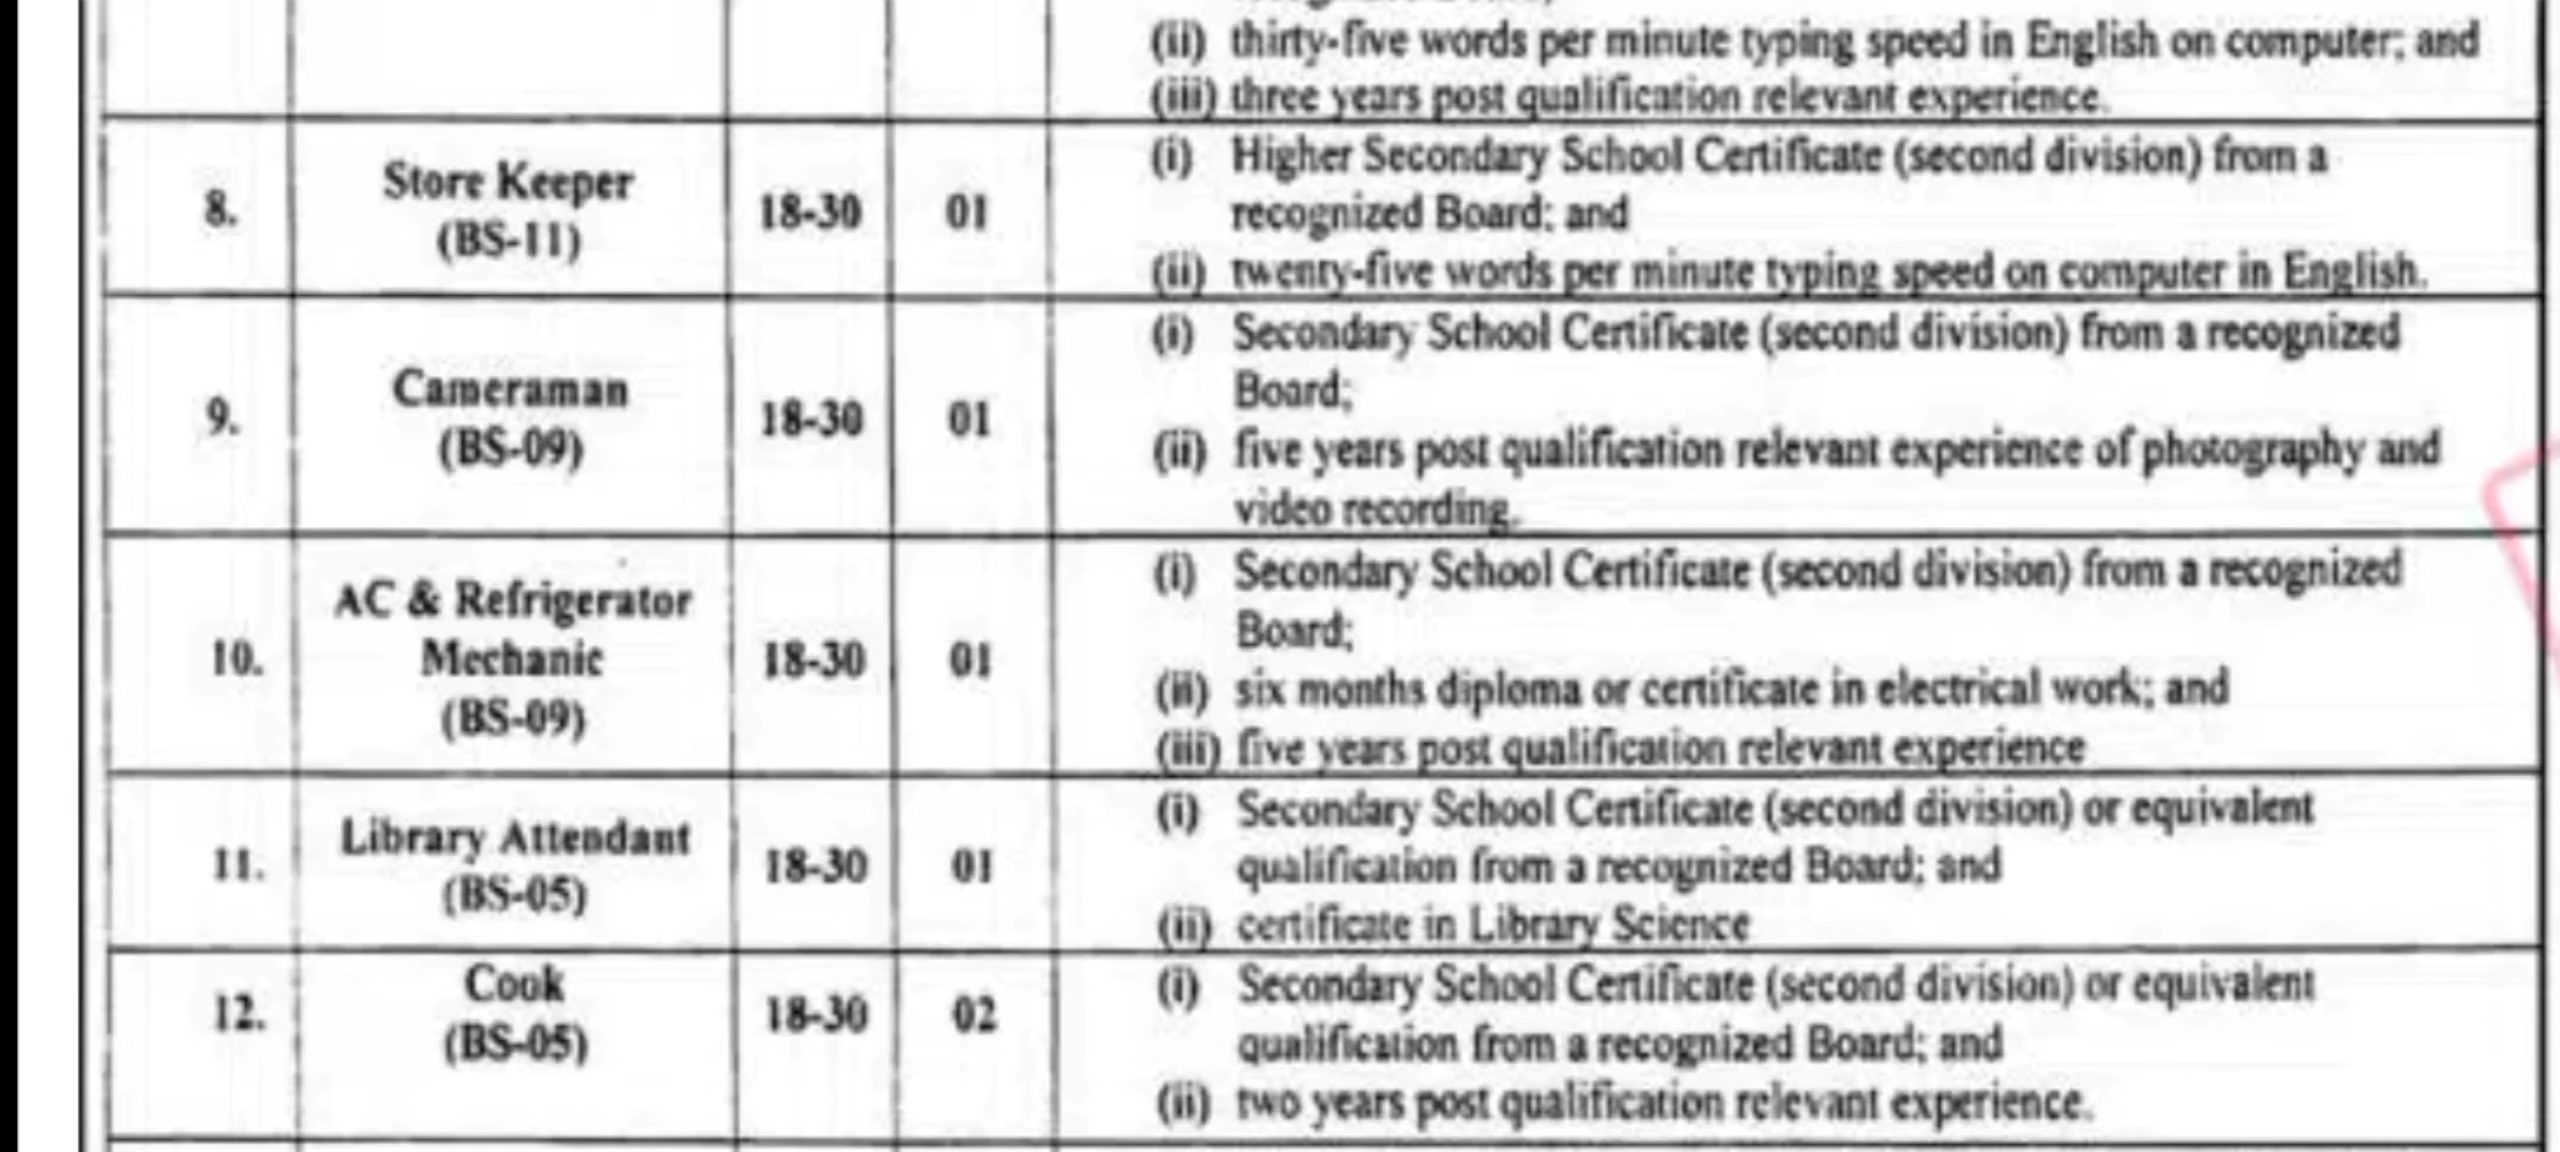 (ii) thirty-five words per minute typing speed in English on computer; and
(iii) three years post qualification relevant experience.
8.
Store Keeper
(BS-11)
18-30
01
(i) Higher Secondary School Certificate (second division) from a
recognized Board; and
(ii) twenty-five words per minute typing speed on computer in English.
9.
Cameraman
(BS-09)
18-30
01
(i) Secondary School Certificate (second division) from a recognized
Board;
(ii) five years post qualification relevant experience of photography and
video recording.
10.
AC & Refrigerator
Mechanic
(BS-09)
18-30
01
(i) Secondary School Certificate (second division) from a recognized
Board;
(ii) six months diploma or certificate in electrical work; and
(iii) five years post qualification relevant experience
11.
Library Attendant
(BS-05)
18-30
01
(i) Secondary School Certificate (second division) or equivalent
qualification from a recognized Board; and
(ii) certificate in Library Science
12.
Cook
(BS-05)
18-30
02
(i) Secondary School Certificate (second division) or equivalent
qualification from a recognized Board; and
(ii) two years post qualification relevant experience.